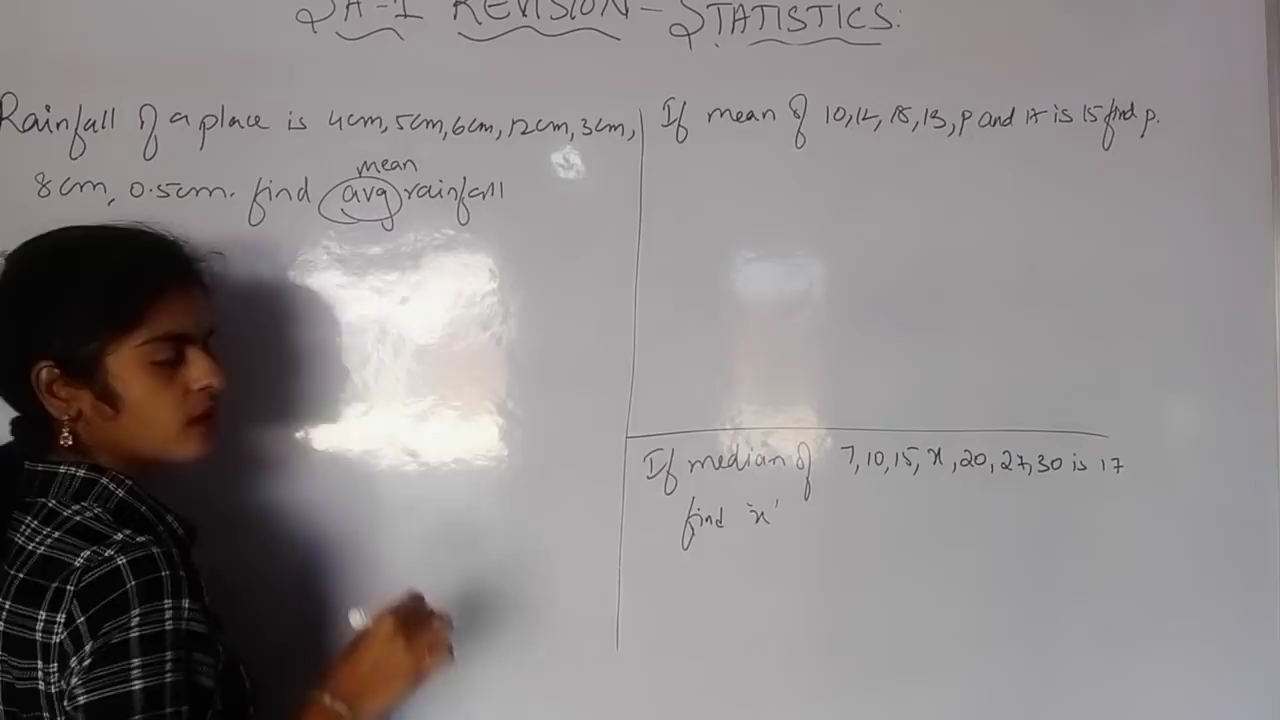 SA-I REVISION - STATISTICS:
Rainfall of a place is 4cm, 5cm, 6cm, 12cm, 3cm,
mean
8cm, 0.5cm. find avg rainfall
If mean of 10, 12, 18, 13, p and 17 is 15 find p.
If median of 7, 10, 15, x, 20, 27, 30 is 17
find 'x'